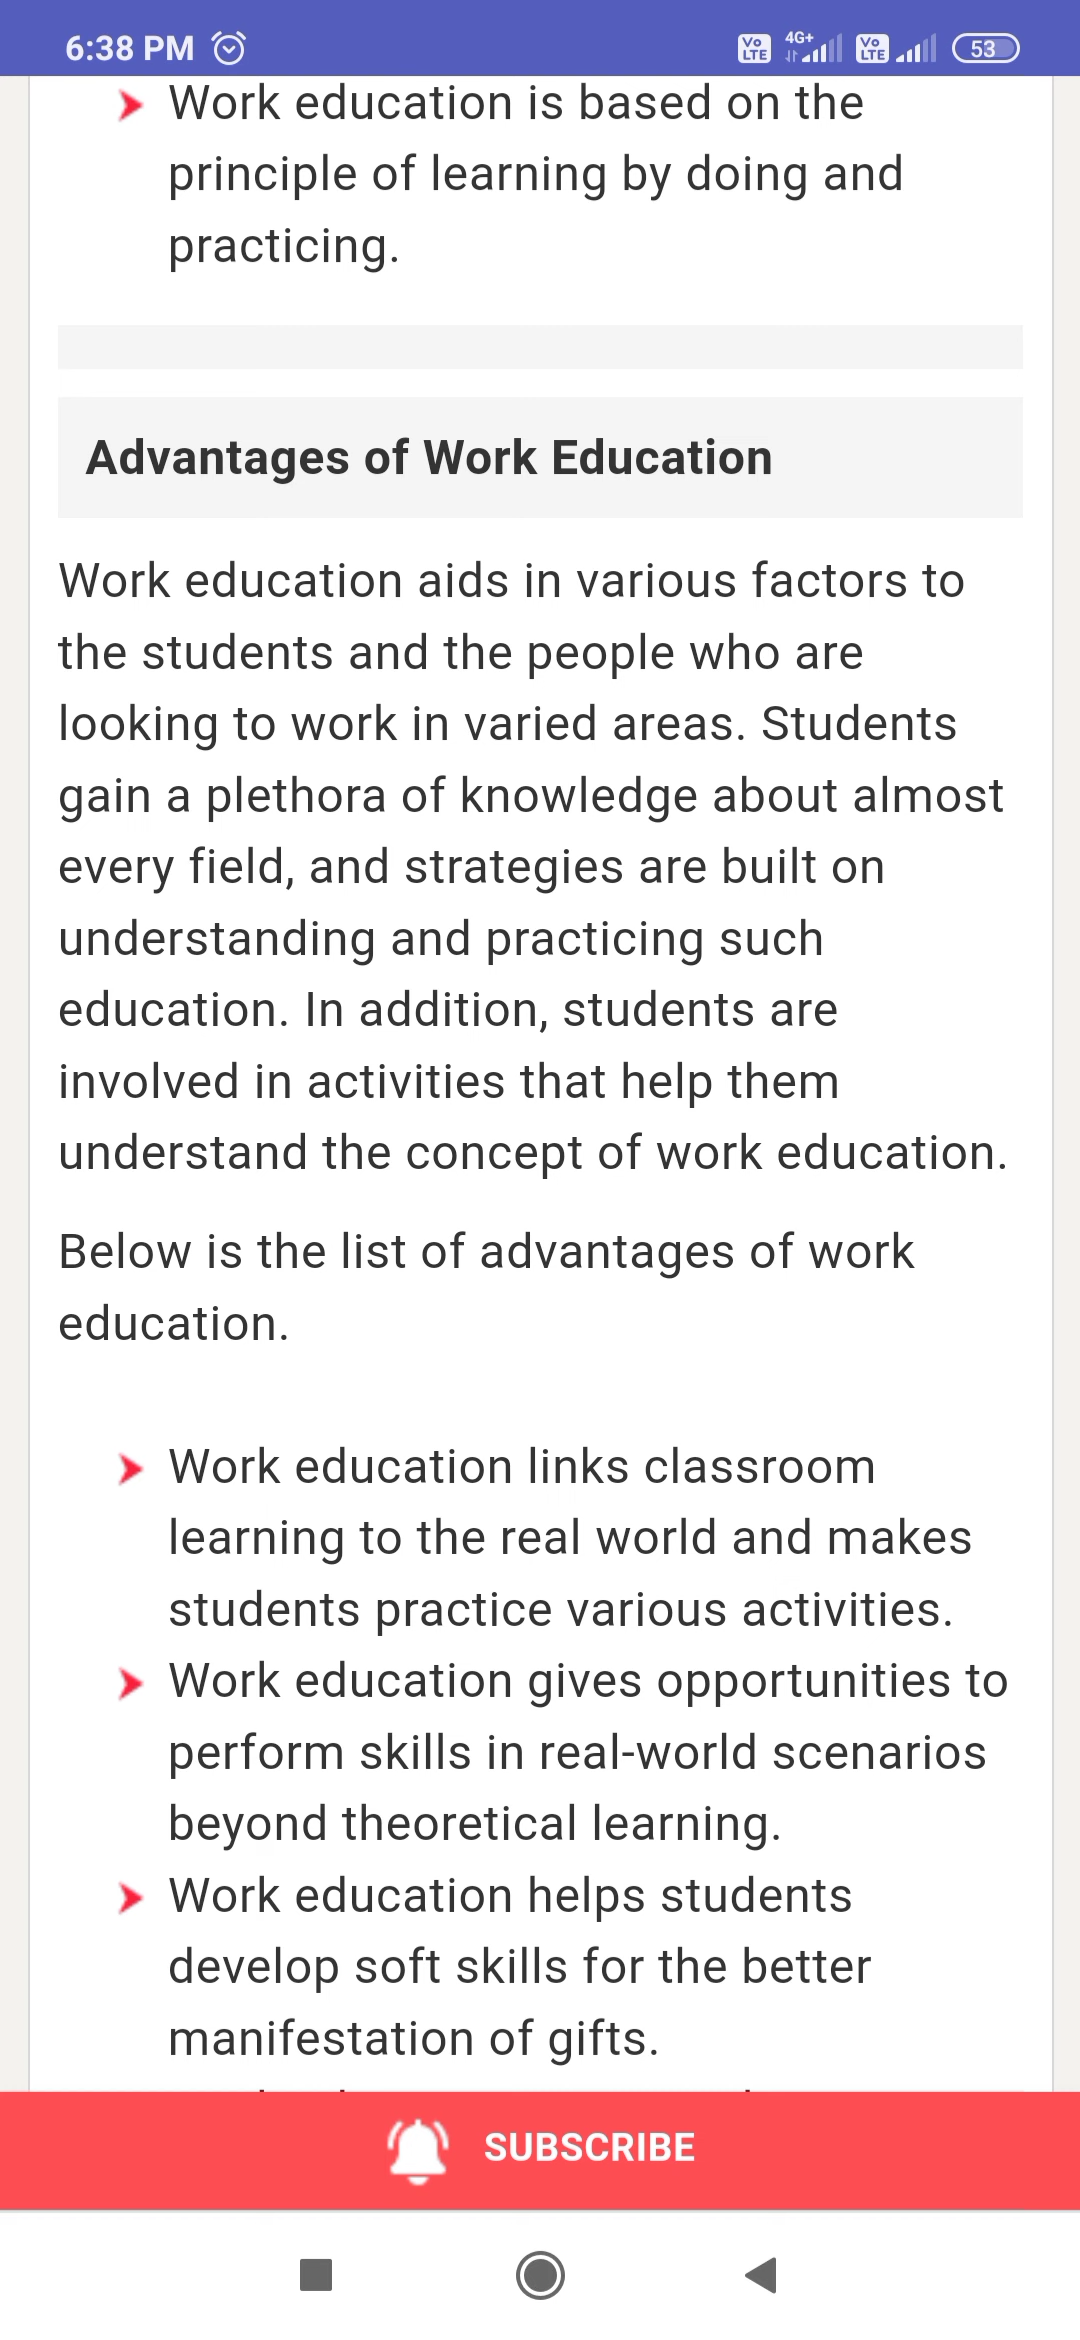 6:38 PM
Vo LTE 4G+ Vo LTE 53
Work education is based on the
principle of learning by doing and
practicing.
Advantages of Work Education
Work education aids in various factors to
the students and the people who are
looking to work in varied areas. Students
gain a plethora of knowledge about almost
every field, and strategies are built on
understanding and practicing such
education. In addition, students are
involved in activities that help them
understand the concept of work education.
Below is the list of advantages of work
education.
Work education links classroom
learning to the real world and makes
students practice various activities.
Work education gives opportunities to
perform skills in real-world scenarios
beyond theoretical learning.
Work education helps students
develop soft skills for the better
manifestation of gifts.
SUBSCRIBE